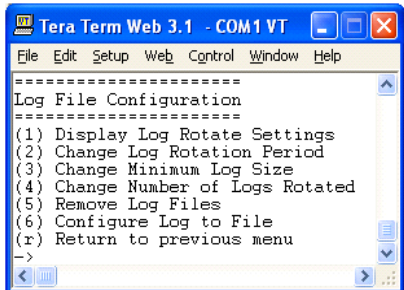 VT Tera Term Web 3.1 - COM1 VT
File Edit Setup Web Control Window Help
=======================
Log File Configuration
=======================
(1) Display Log Rotate Settings
(2) Change Log Rotation Period
(3) Change Minimum Log Size
(4) Change Number of Logs Rotated
(5) Remove Log Files
(6) Configure Log to File
(r) Return to previous menu
->